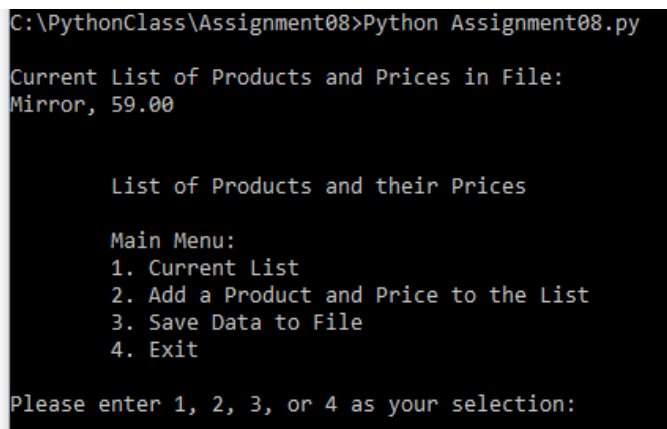 C:\PythonClass\Assignment08>Python Assignment08.py
Current List of Products and Prices in File:
Mirror, 59.00
List of Products and their Prices
Main Menu:
1. Current List
2. Add a Product and Price to the List
3. Save Data to File
4. Exit
Please enter 1, 2, 3, or 4 as your selection: